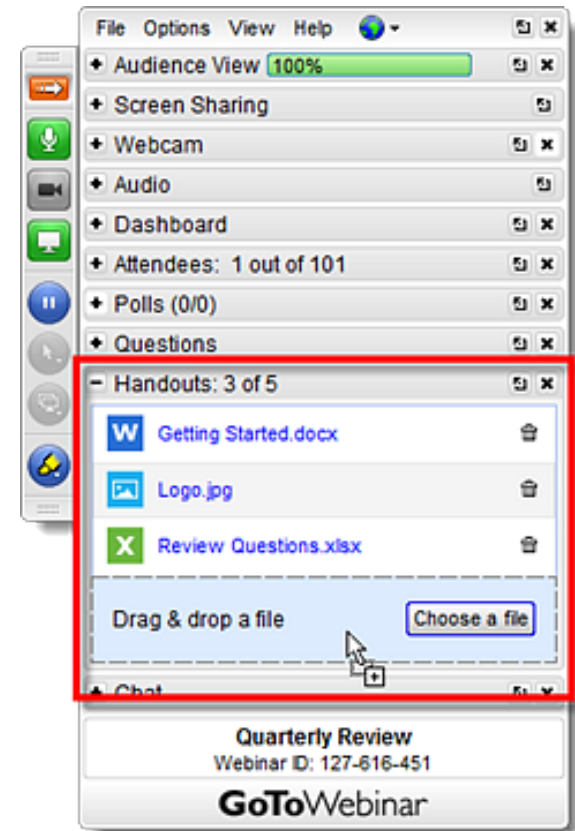 File Options View Help
Audience View 100%
Screen Sharing
Webcam
Audio
Dashboard
Attendees: 1 out of 101
Polls (0/0)
Questions
Handouts: 3 of 5
Getting Started.docx
Logo.jpg
Review Questions.xlsx
Drag & drop a file Choose a file
Chat
Quarterly Review
Webinar ID: 127-616-451
GoToWebinar